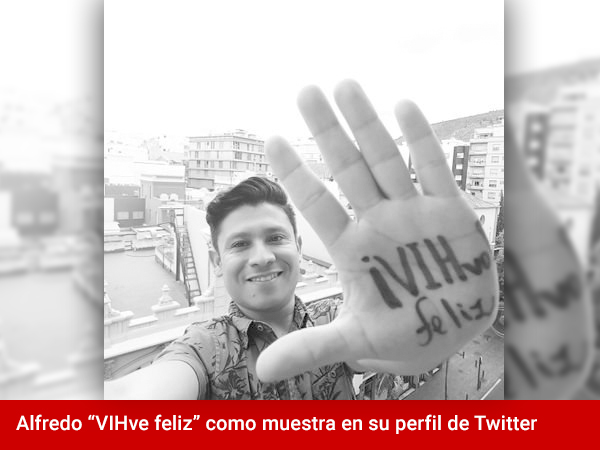 ¡VIHve
feliz
Alfredo “VIHve feliz” como muestra en su perfil de Twitter